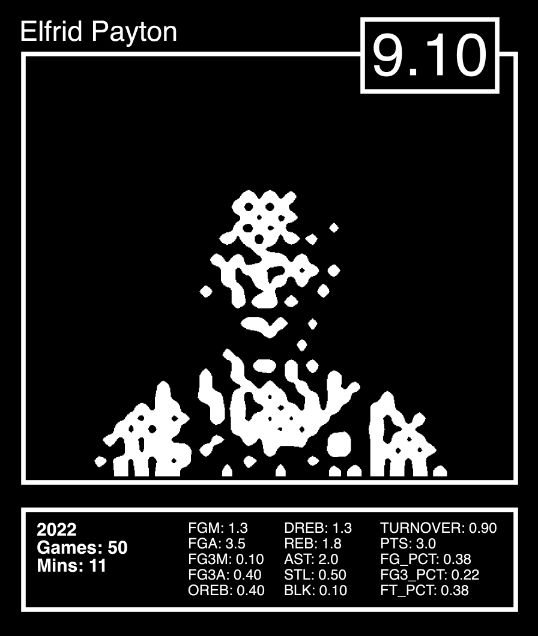 Elfrid Payton
9.10
2022
Games: 50
Mins: 11
FGM: 1.3
FGA: 3.5
FG3M: 0.10
FG3A: 0.40
OREB: 0.40
DREB: 1.3
REB: 1.8
AST: 2.0
STL: 0.50
BLK: 0.10
TURNOVER: 0.90
PTS: 3.0
FG_PCT: 0.38
FG3_PCT: 0.22
FT_PCT: 0.38